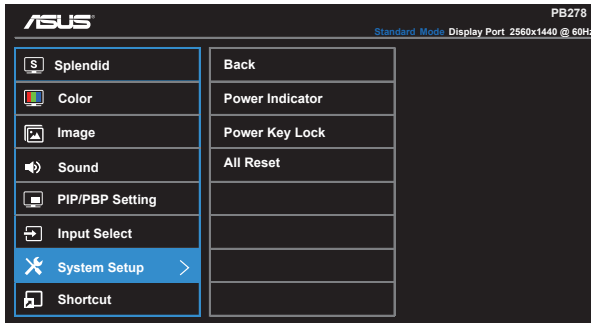 ASUS
PB278
Standard Mode Display Port 2560x1440 @ 60Hz
S Splendid
Color
Image
Sound
PIP/PBP Setting
Input Select
System Setup >
Shortcut
Back
Power Indicator
Power Key Lock
All Reset